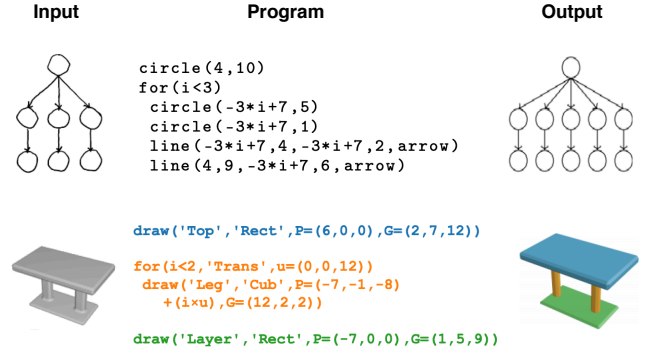 Input Program Output
circle(4,10)
for(i<3)
circle(-3*i+7,5)
circle(-3*i+7,1)
line(-3*i+7,4,-3*i+7,2,arrow)
line(4,9,-3*i+7,6,arrow)
draw('Top','Rect',P=(6,0,0),G=(2,7,12))
for(i<2,'Trans',u=(0,0,12))
draw('Leg','Cub',P=(-7,-1,-8)
+(i×u),G=(12,2,2))
draw('Layer','Rect',P=(-7,0,0),G=(1,5,9))